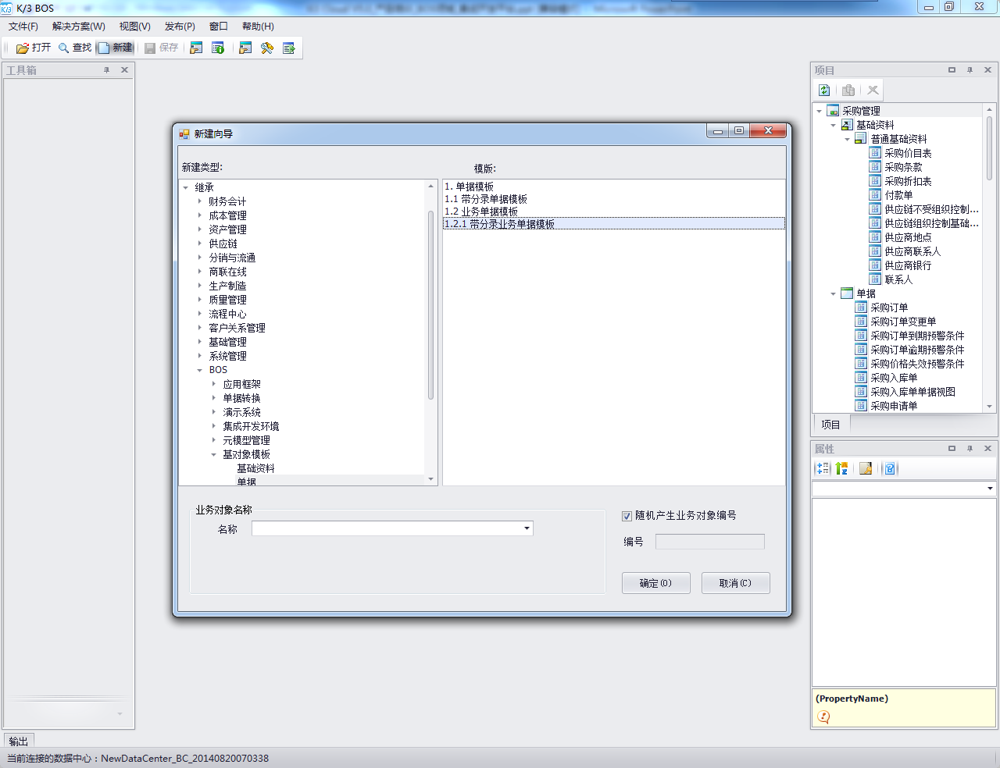 K/3 BOS
文件(F) 解决方案(W) 视图(V) 发布(P) 窗口 帮助(H)
打开 查找 新建 保存
工具箱
新建向导
新建类型:
继承
财务会计
成本管理
资产管理
供应链
分销与流通
商联在线
生产制造
质量管理
流程中心
客户关系管理
基础管理
系统管理
BOS
应用框架
单据转换
演示系统
集成开发环境
元模型管理
基对象模板
基础资料
单据
模版:
1. 单据模板
1.1 带分录单据模板
1.2 业务单据模板
1.2.1 带分录业务单据模板
业务对象名称
名称
随机产生业务对象编号
编号
确定(O) 取消(C)
项目
采购管理
基础资料
普通基础资料
采购价目表
采购条款
采购折扣表
付款单
供应链不受组织控制...
供应链组织控制基础...
供应商地点
供应商联系人
供应商银行
联系人
单据
采购订单
采购订单变更单
采购订单到期预警条件
采购订单逾期预警条件
采购价格失效预警条件
采购入库单
采购入库单单据视图
采购申请单
项目
属性
(PropertyName)
输出
当前连接的数据中心：NewDataCenter_BC_20140820070338